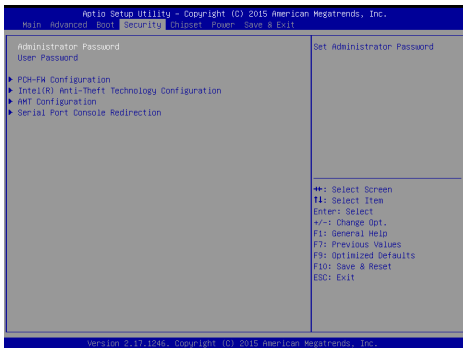 Aptio Setup Utility – Copyright (C) 2015 American Megatrends, Inc.
Main Advanced Boot Security Chipset Power Save & Exit
Administrator Password
User Password
PCH-FW Configuration
Intel(R) Anti-Theft Technology Configuration
AMT Configuration
Serial Port Console Redirection
Set Administrator Password
→←: Select Screen
↑↓: Select Item
Enter: Select
+/-: Change Opt.
F1: General Help
F7: Previous Values
F9: Optimized Defaults
F10: Save & Reset
ESC: Exit
Version 2.17.1246. Copyright (C) 2015 American Megatrends, Inc.